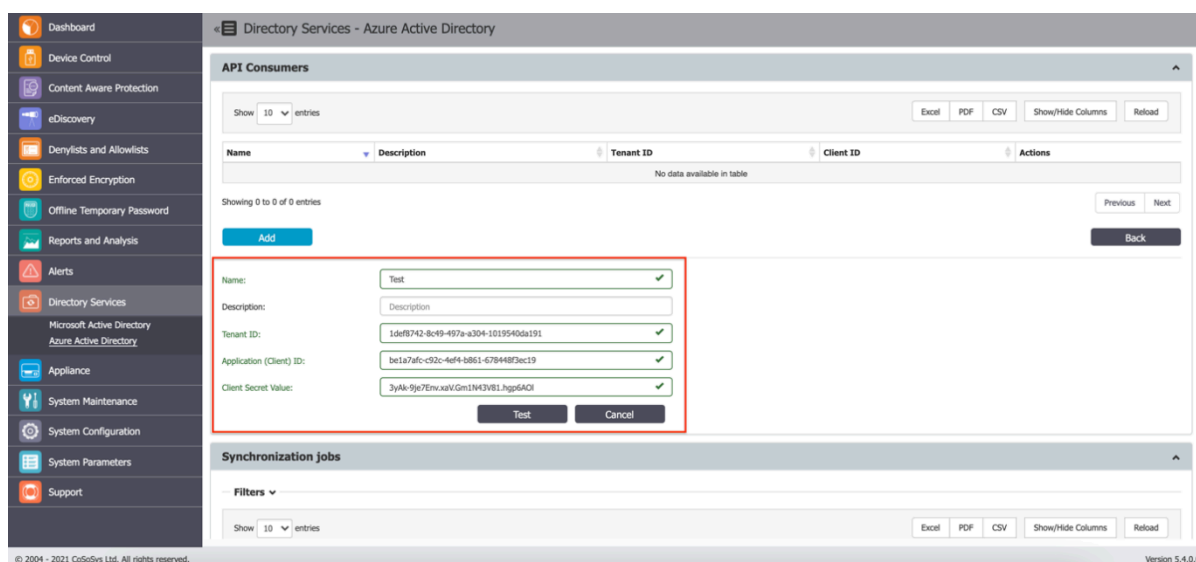 Dashboard
Device Control
Content Aware Protection
eDiscovery
Denylists and Allowlists
Enforced Encryption
Offline Temporary Password
Reports and Analysis
Alerts
Directory Services
Microsoft Active Directory
Azure Active Directory
Appliance
System Maintenance
System Configuration
System Parameters
Support
Directory Services - Azure Active Directory
API Consumers
Show 10 entries
Excel PDF CSV Show/Hide Columns Reload
Name Description Tenant ID Client ID Actions
No data available in table
Showing 0 to 0 of 0 entries
Previous Next
Add Back
Name: Test
Description: Description
Tenant ID: 1def8742-8c49-497a-a304-1019540da191
Application (Client) ID: be1a7afc-c92c-4ef4-b861-678448f3ec19
Client Secret Value: 3yAk-9je7Env.xaV.Gm1N43V81.hgp6AOl
Test Cancel
Synchronization jobs
Filters
Show 10 entries
Excel PDF CSV Show/Hide Columns Reload
© 2004 - 2021 CoSoSys Ltd. All rights reserved.
Version 5.4.0.